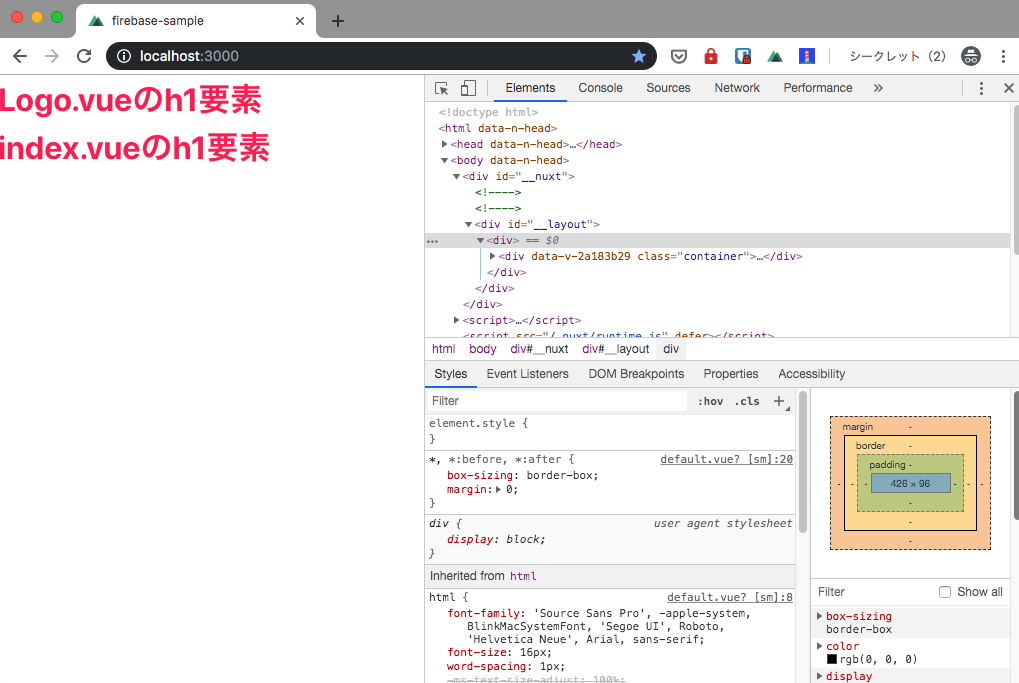 firebase-sample
localhost:3000
シークレット（2）
Logo.vueのh1要素
index.vueのh1要素
Elements Console Sources Network Performance »
<!doctype html>
<html data-n-head>
<head data-n-head>…</head>
<body data-n-head>
<div id="__nuxt">
<!---->
<!---->
<div id="__layout">
<div> == $0
<div data-v-2a183b29 class="container">…</div>
</div>
</div>
</div>
<script>…</script>
<script src="/_nuxt/runtime.js" defer></script>
html body div#__nuxt div#__layout div
Styles Event Listeners DOM Breakpoints Properties Accessibility
Filter :hov .cls +
element.style {
}
*, *:before, *:after { default.vue? [sm]:20
box-sizing: border-box;
margin: 0;
}
div { user agent stylesheet
display: block;
}
Inherited from html
html { default.vue? [sm]:8
font-family: 'Source Sans Pro', -apple-system,
BlinkMacSystemFont, 'Segoe UI', Roboto,
'Helvetica Neue', Arial, sans-serif;
font-size: 16px;
word-spacing: 1px;
-ms-text-size-adjust: 100%;
margin -
border -
padding -
- - - 426 × 96 - - -
-
-
-
Filter Show all
box-sizing
border-box
color
rgb(0, 0, 0)
display